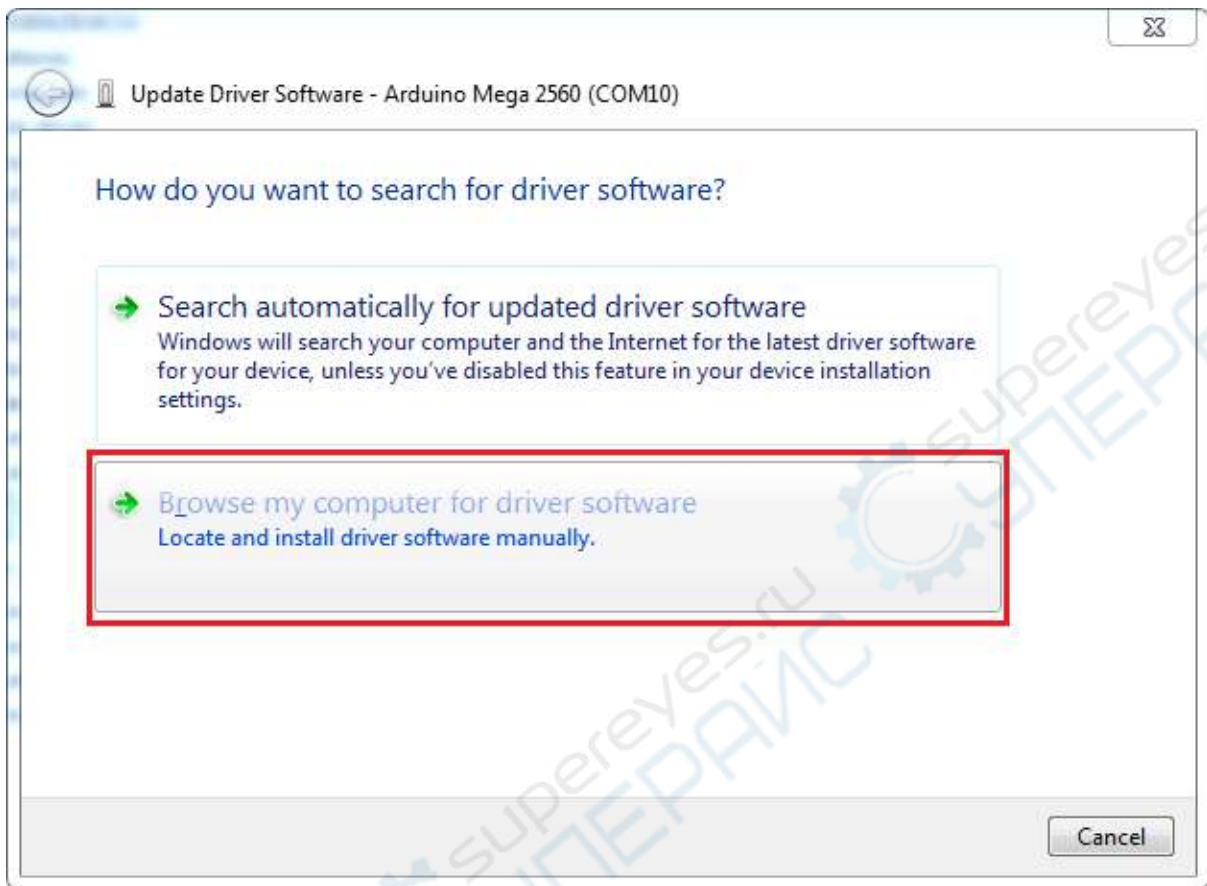 Update Driver Software - Arduino Mega 2560 (COM10)
How do you want to search for driver software?
Search automatically for updated driver software
Windows will search your computer and the Internet for the latest driver software
for your device, unless you've disabled this feature in your device installation
settings.
Browse my computer for driver software
Locate and install driver software manually.
supereyes
УПЕРА
supereyes.ru
УПЕРАЙС
Cancel